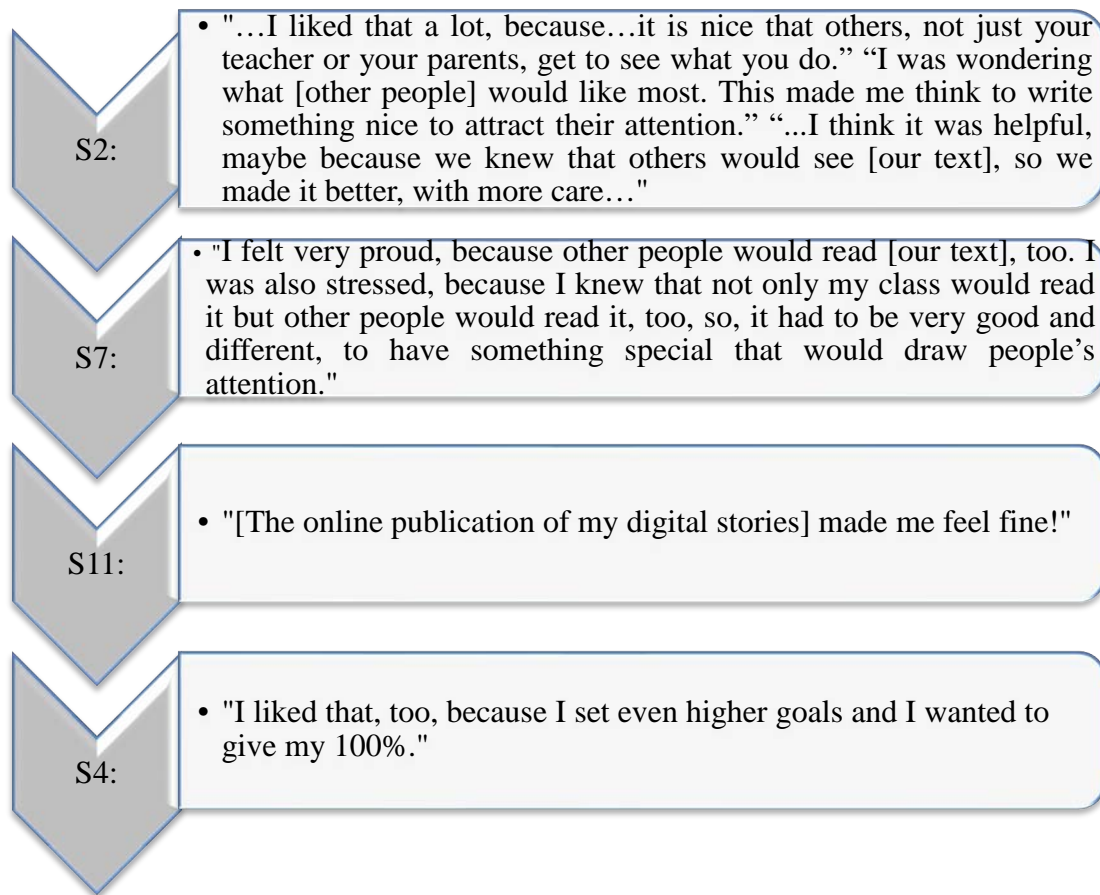 S2:
• "…I liked that a lot, because…it is nice that others, not just your
teacher or your parents, get to see what you do.” “I was wondering
what [other people] would like most. This made me think to write
something nice to attract their attention.” “...I think it was helpful,
maybe because we knew that others would see [our text], so we
made it better, with more care…"
S7:
• "I felt very proud, because other people would read [our text], too. I
was also stressed, because I knew that not only my class would read
it but other people would read it, too, so, it had to be very good and
different, to have something special that would draw people’s
attention."
S11:
• "[The online publication of my digital stories] made me feel fine!"
S4:
• "I liked that, too, because I set even higher goals and I wanted to
give my 100%."